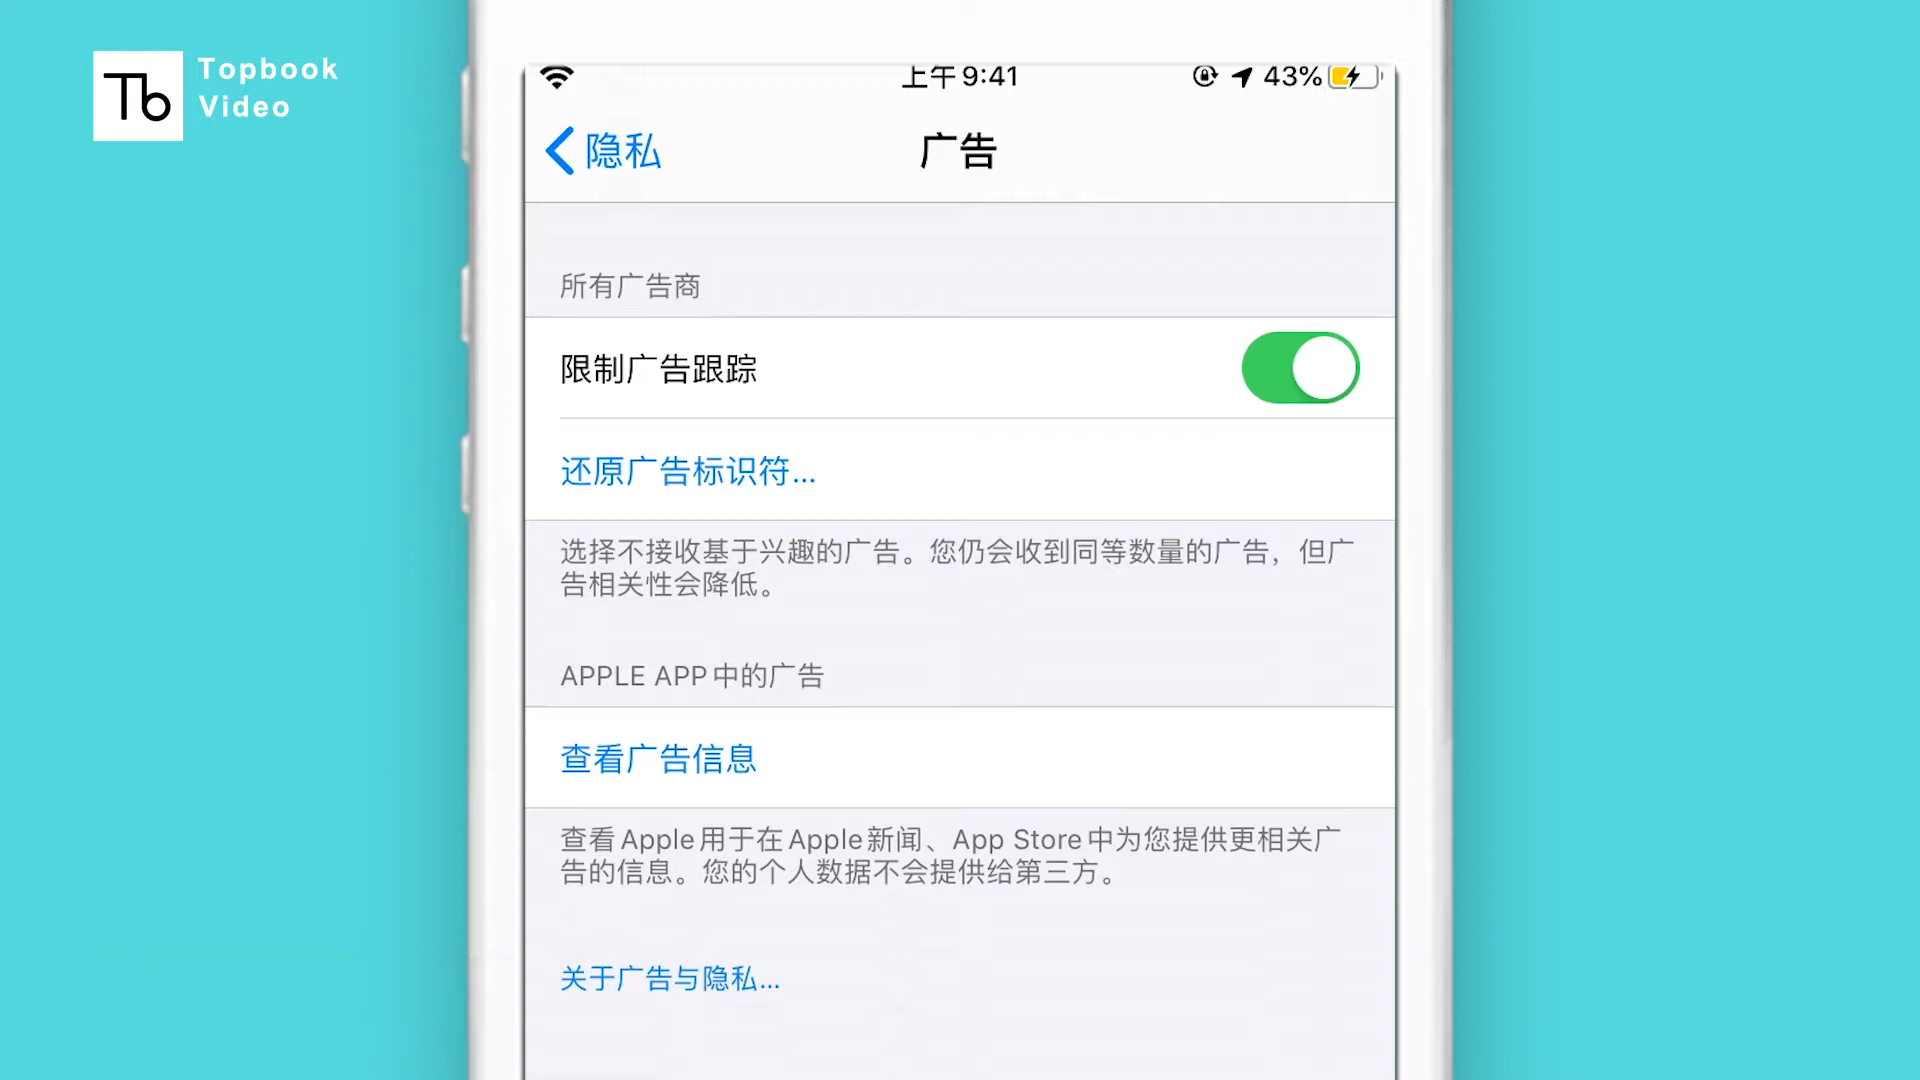 Tb
Topbook
Video
上午9:41
43%
隐私
广告
所有广告商
限制广告跟踪
还原广告标识符...
选择不接收基于兴趣的广告。您仍会收到同等数量的广告，但广
告相关性会降低。
APPLE APP中的广告
查看广告信息
查看Apple用于在Apple新闻、App Store中为您提供更相关广
告的信息。您的个人数据不会提供给第三方。
关于广告与隐私...